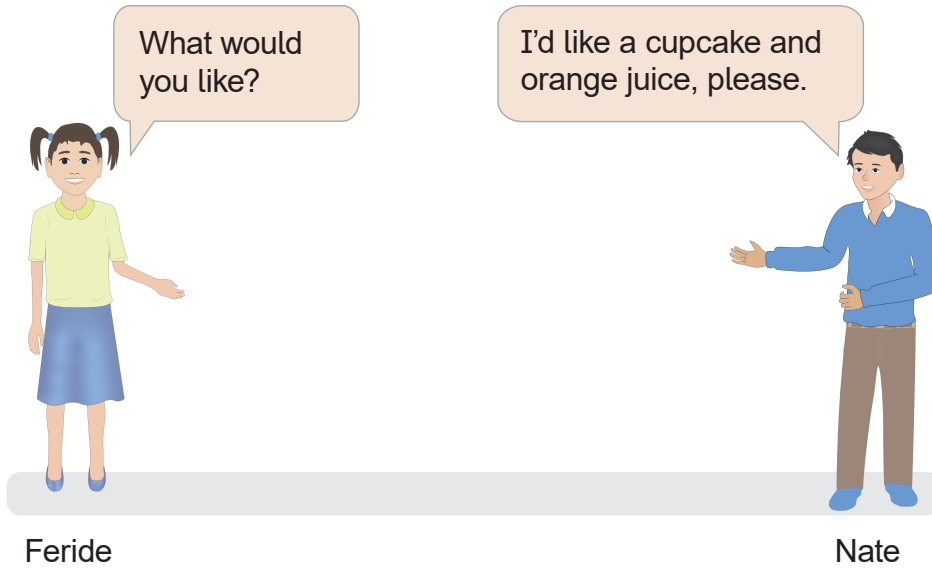 What would
you like?
I’d like a cupcake and
orange juice, please.
Feride
Nate